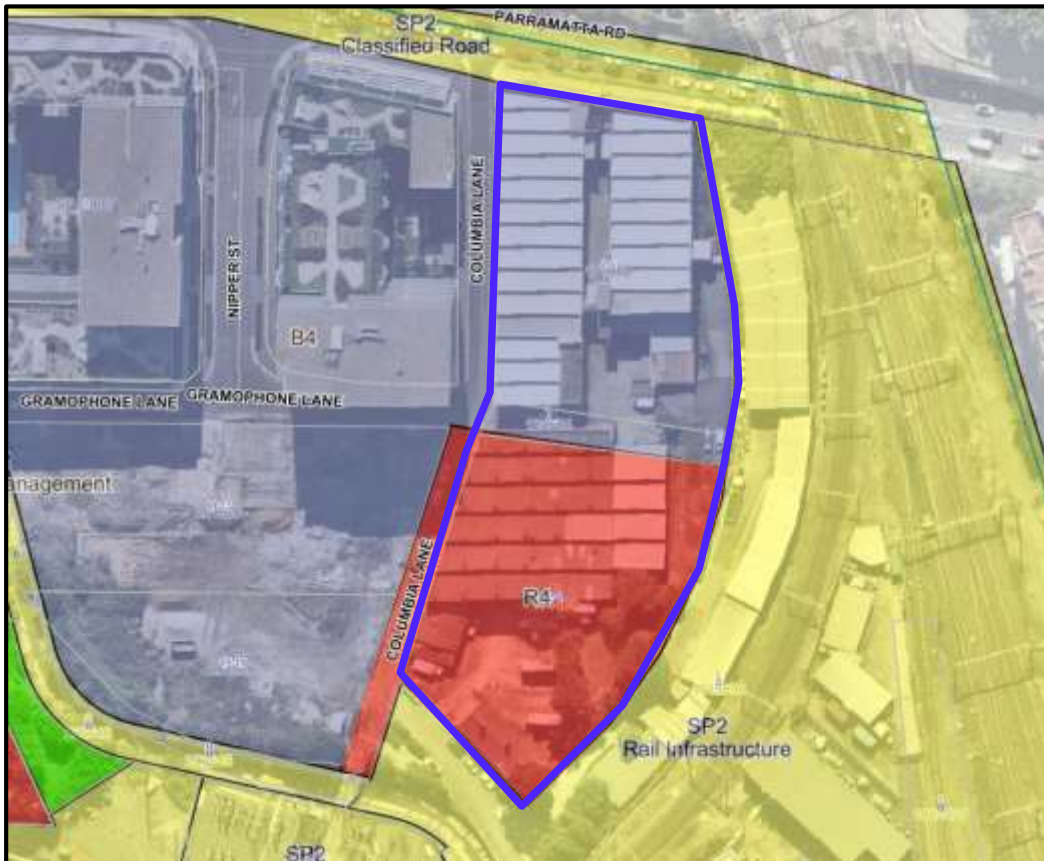 PARRAMATTA RD
SP2
Classified Road
COLUMBIA LANE
NIPPER ST
B4
GRAMOPHONE LANE
GRAMOPHONE LANE
anagement
COLUMBIA LANE
R4
SP2
Rail Infrastructure
SP2